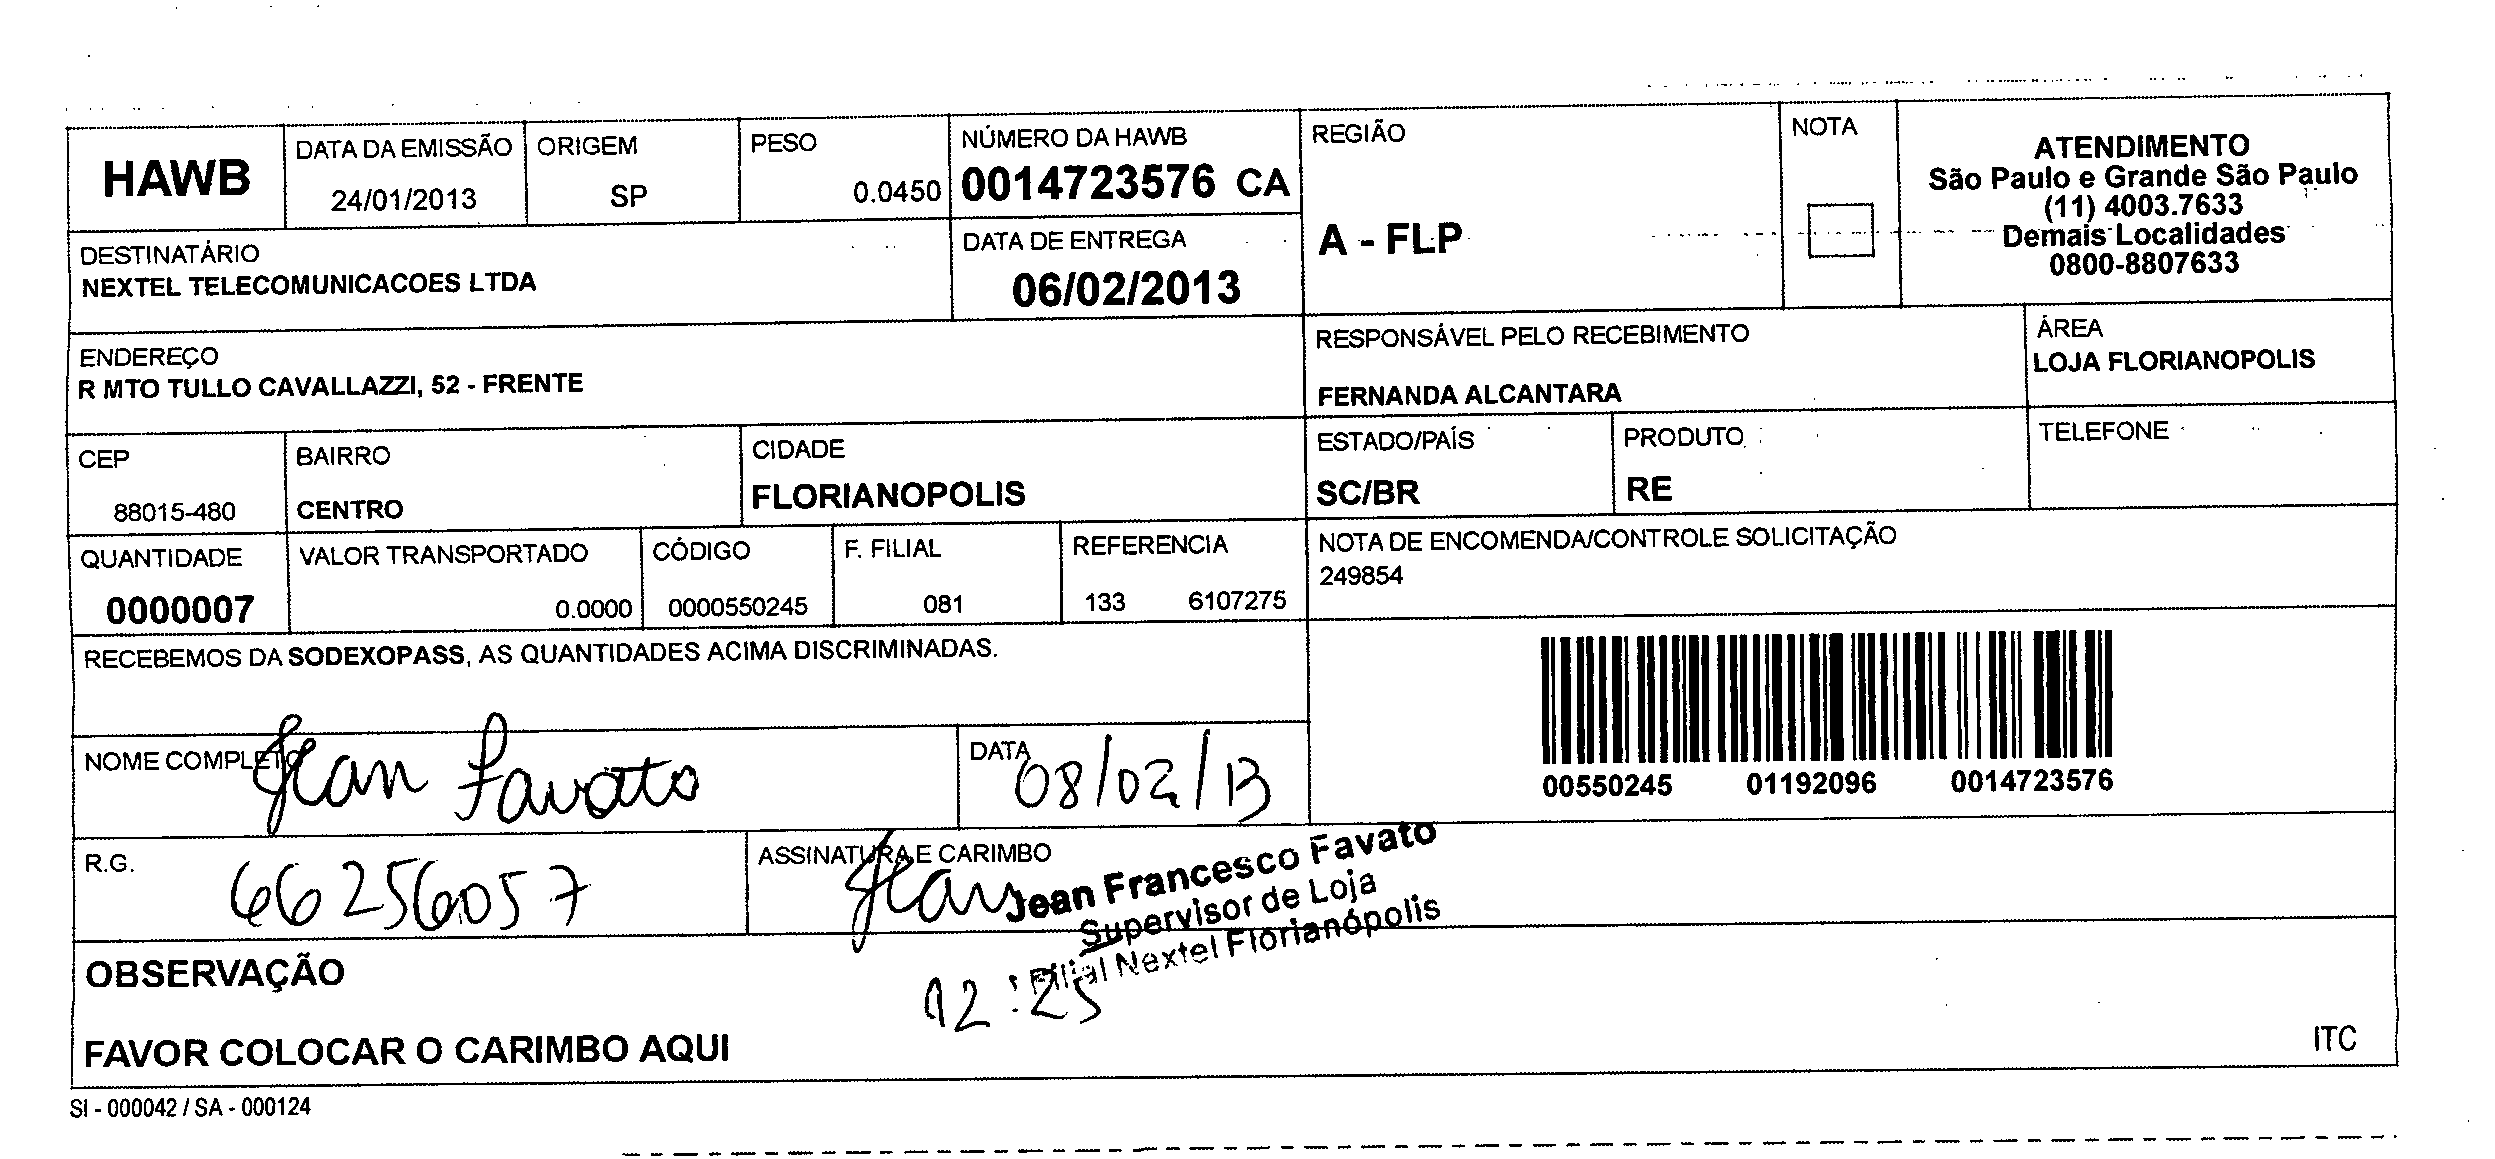 HAWB
DATA DA EMISSÃO
24/01/2013
ORIGEM
SP
PESO
0.0450
NÚMERO DA HAWB
0014723576 CA
REGIÃO
A - FLP
NOTA
ATENDIMENTO
São Paulo e Grande São Paulo
(11) 4003.7633
Demais Localidades
0800-8807633
DESTINATÁRIO
NEXTEL TELECOMUNICACOES LTDA
DATA DE ENTREGA
06/02/2013
ENDEREÇO
R MTO TULLO CAVALLAZZI, 52 - FRENTE
RESPONSÁVEL PELO RECEBIMENTO
FERNANDA ALCANTARA
ÁREA
LOJA FLORIANOPOLIS
CEP
88015-480
BAIRRO
CENTRO
CIDADE
FLORIANOPOLIS
ESTADO/PAÍS
SC/BR
PRODUTO
RE
TELEFONE
QUANTIDADE
0000007
VALOR TRANSPORTADO
0.0000
CÓDIGO
0000550245
F. FILIAL
081
REFERENCIA
133 6107275
NOTA DE ENCOMENDA/CONTROLE SOLICITAÇÃO
249854
RECEBEMOS DA SODEXOPASS, AS QUANTIDADES ACIMA DISCRIMINADAS.
00550245 01192096 0014723576
NOME COMPLETO
Jean Favato
DATA
08/02/13
R.G.
66256057
ASSINATURA E CARIMBO
Jean
Jean Francesco Favato
Supervisor de Loja
Filial Nextel Florianópolis
12:25
OBSERVAÇÃO
FAVOR COLOCAR O CARIMBO AQUI
ITC
SI - 000042 / SA - 000124